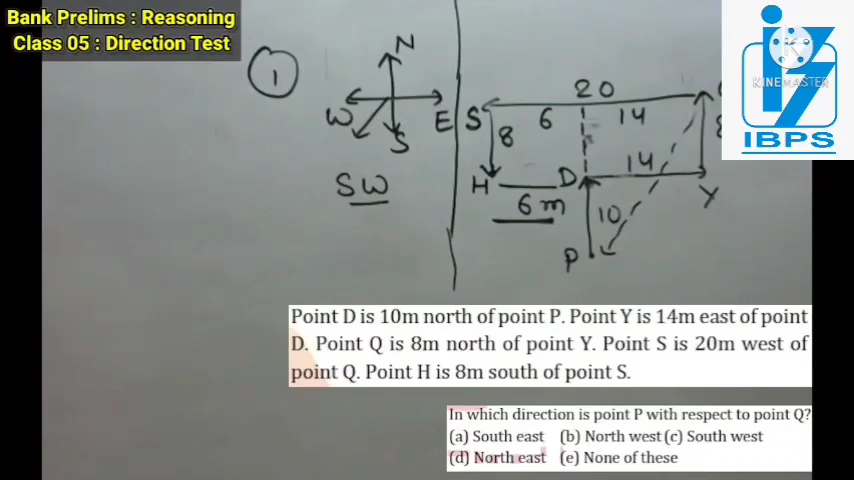 Bank Prelims : Reasoning
Class 05 : Direction Test
1
N
W
E
S
SW
20
S
6
14
8
14
H
D
6 m
10
Y
P
KINEMASTER
IBPS
Point D is 10m north of point P. Point Y is 14m east of point
D. Point Q is 8m north of point Y. Point S is 20m west of
point Q. Point H is 8m south of point S.
In which direction is point P with respect to point Q?
(a) South east (b) North west (c) South west
(d) North east (e) None of these